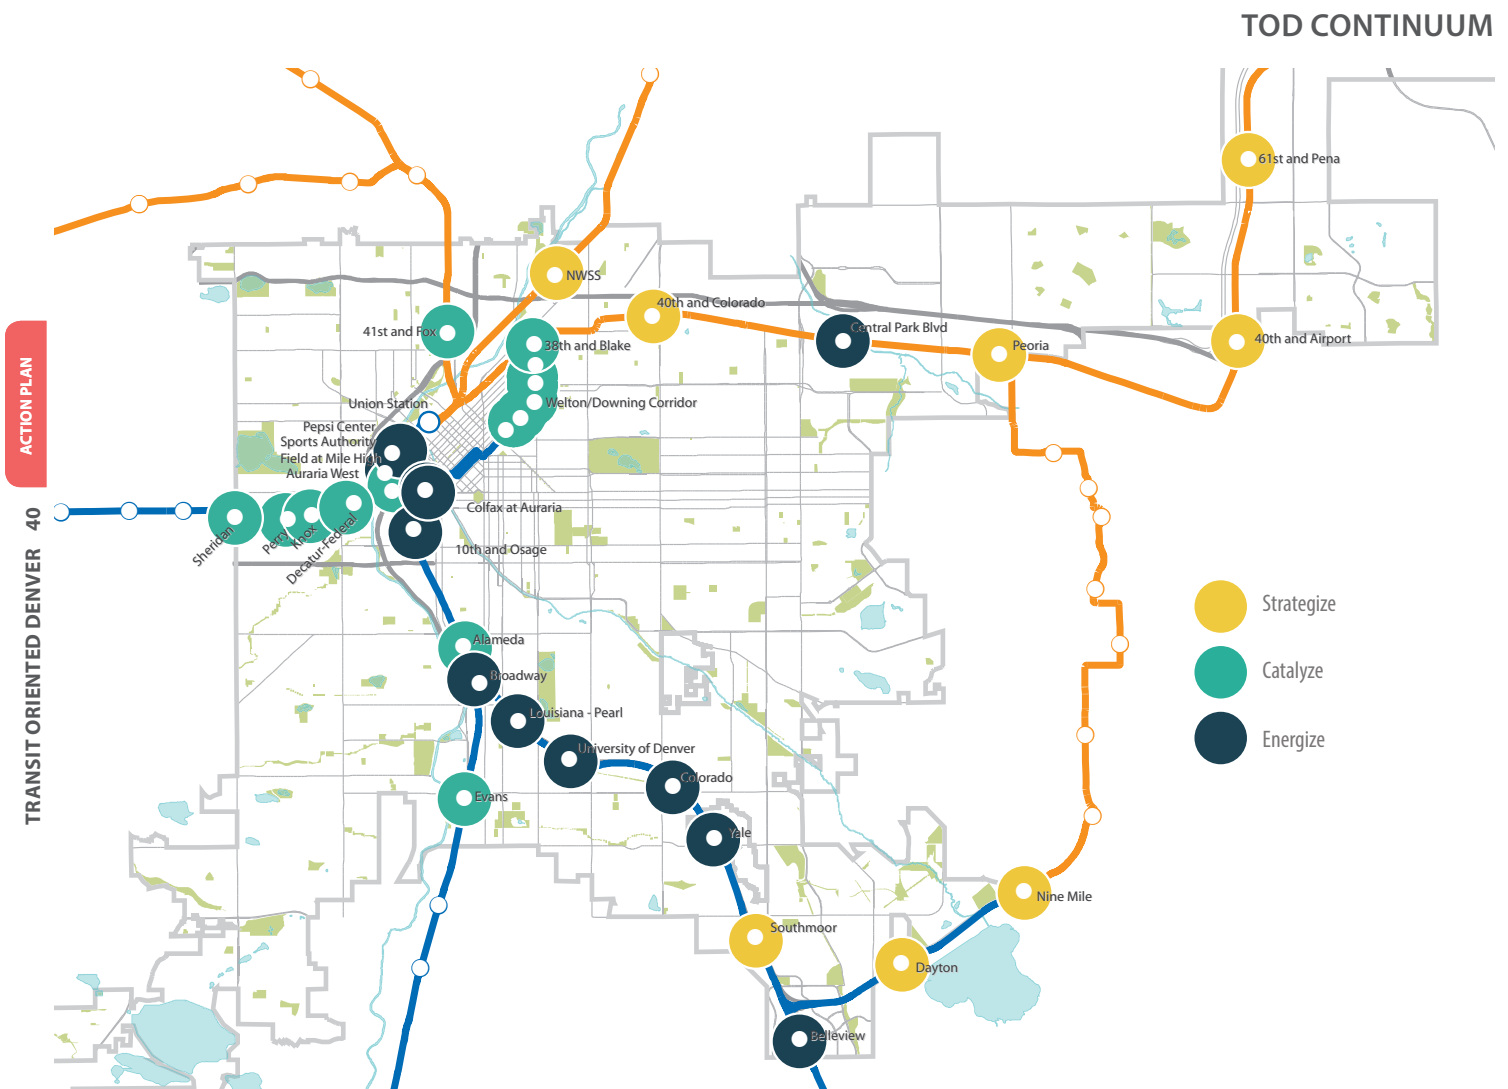 TOD CONTINUUM
61st and Pena
NWSS
40th and Colorado
41st and Fox
Central Park Blvd
38th and Blake
Peoria
40th and Airport
Union Station
Welton/Downing Corridor
Pepsi Center
Sports Authority
Field at Mile High
Auraria West
Colfax at Auraria
Sheridan
Perry
Knox
Decatur-Federal
10th and Osage
Alameda
Broadway
Louisiana - Pearl
University of Denver
Colorado
Evans
Yale
Nine Mile
Southmoor
Dayton
Belleview
Strategize
Catalyze
Energize
ACTION PLAN
TRANSIT ORIENTED DENVER 40